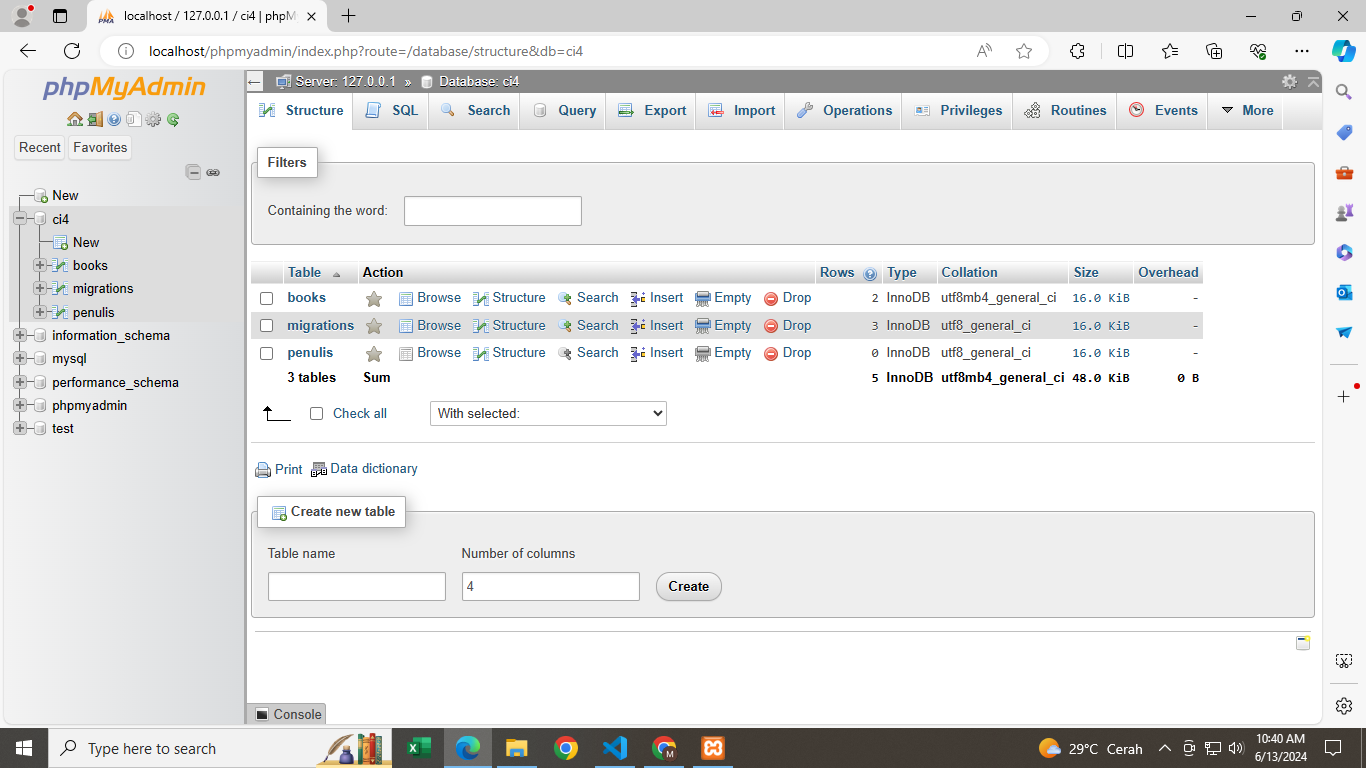 localhost / 127.0.0.1 / ci4 | phpM
localhost/phpmyadmin/index.php?route=/database/structure&db=ci4
phpMyAdmin
Recent Favorites
New
ci4
New
books
migrations
penulis
information_schema
mysql
performance_schema
phpmyadmin
test
Server: 127.0.0.1 » Database: ci4
Structure SQL Search Query Export Import Operations Privileges Routines Events More
Filters
Containing the word:
Table Action Rows Type Collation Size Overhead
books Browse Structure Search Insert Empty Drop 2 InnoDB utf8mb4_general_ci 16.0 KiB -
migrations Browse Structure Search Insert Empty Drop 3 InnoDB utf8_general_ci 16.0 KiB -
penulis Browse Structure Search Insert Empty Drop 0 InnoDB utf8_general_ci 16.0 KiB -
3 tables Sum 5 InnoDB utf8mb4_general_ci 48.0 KiB 0 B
Check all With selected:
Print Data dictionary
Create new table
Table name Number of columns
4 Create
Console
Type here to search
29°C Cerah
10:40 AM
6/13/2024